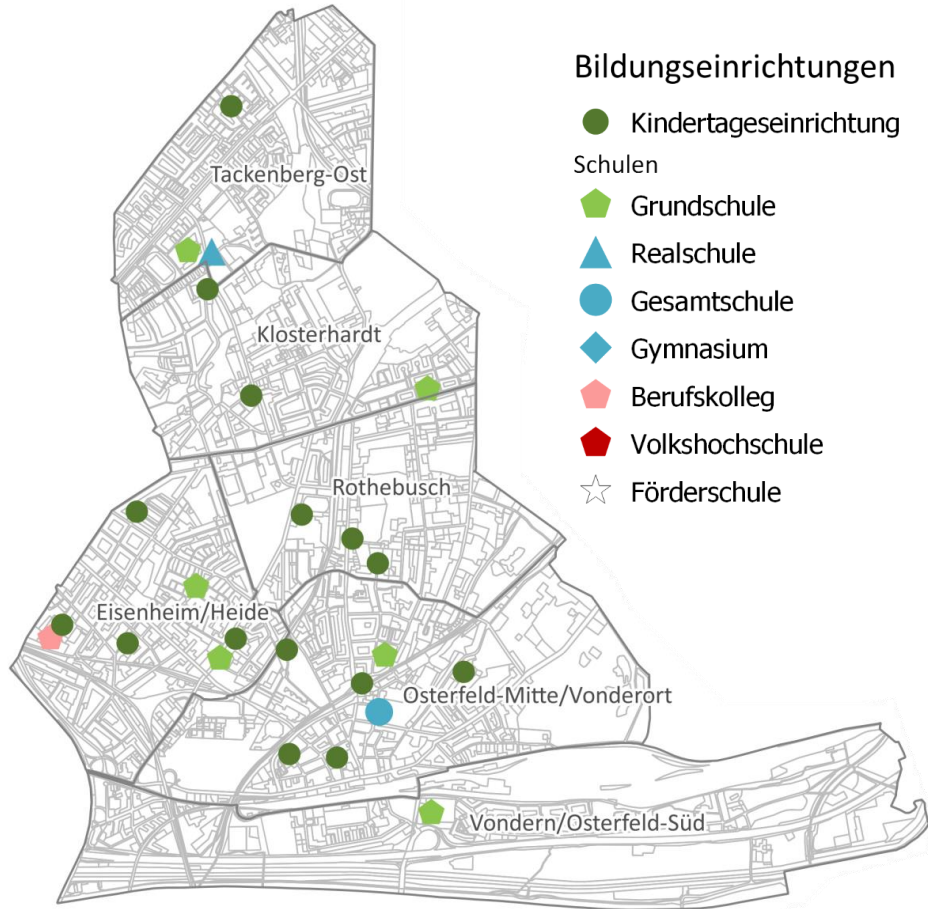 Bildungseinrichtungen
Kindertageseinrichtung
Schulen
Grundschule
Realschule
Gesamtschule
Gymnasium
Berufskolleg
Volkshochschule
Förderschule
Tackenberg-Ost
Klosterhardt
Rothebusch
Eisenheim/Heide
Osterfeld-Mitte/Vonderort
Vondern/Osterfeld-Süd